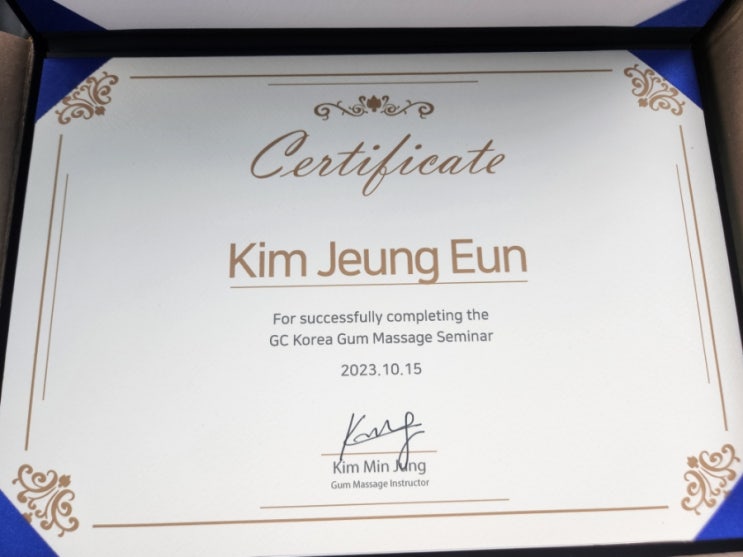 Certificate
Kim Jeung Eun
For successfully completing the
GC Korea Gum Massage Seminar
2023.10.15
Kim Min Jung
Gum Massage Instructor